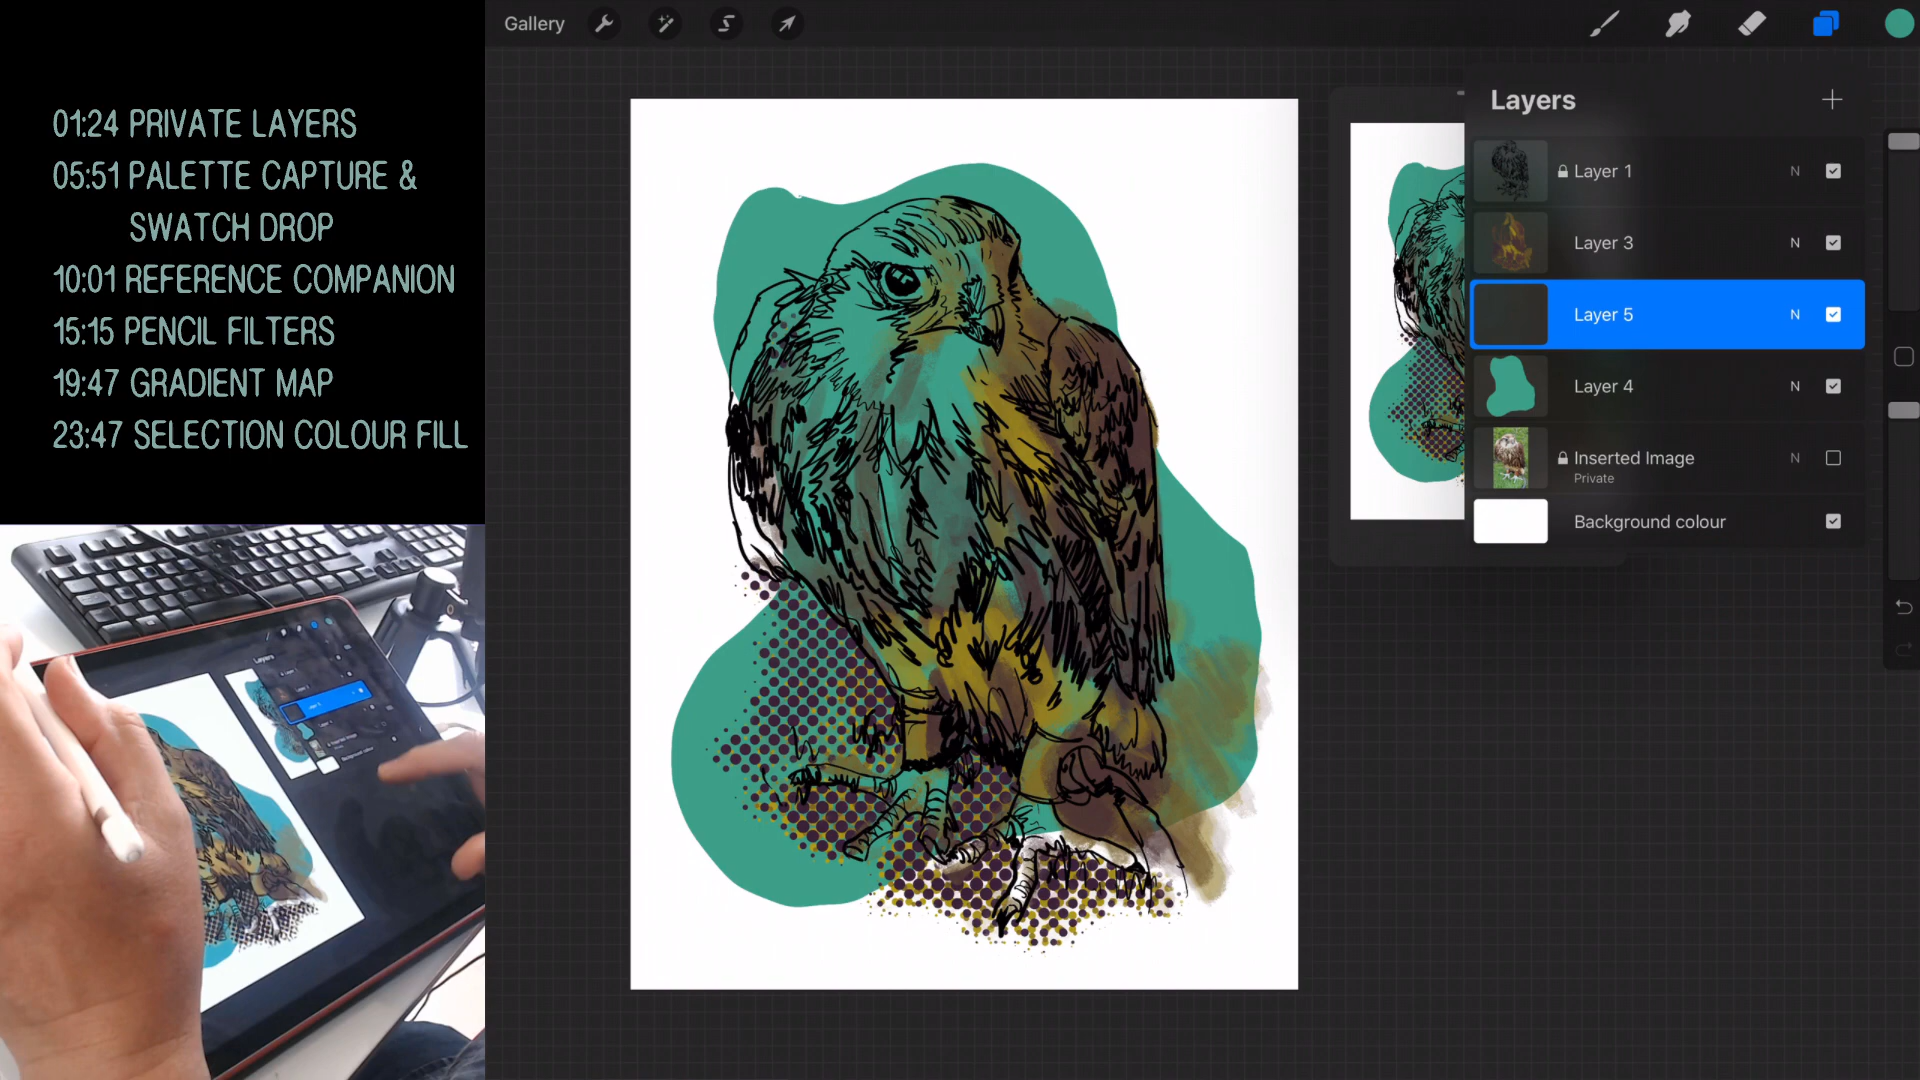 01:24 PRIVATE LAYERS
05:51 PALETTE CAPTURE &
SWATCH DROP
10:01 REFERENCE COMPANION
15:15 PENCIL FILTERS
19:47 GRADIENT MAP
23:47 SELECTION COLOUR FILL
Gallery
Layers
Layer 1 N
Layer 3 N
Layer 5 N
Layer 4 N
Inserted Image N
Private
Background colour
Layers